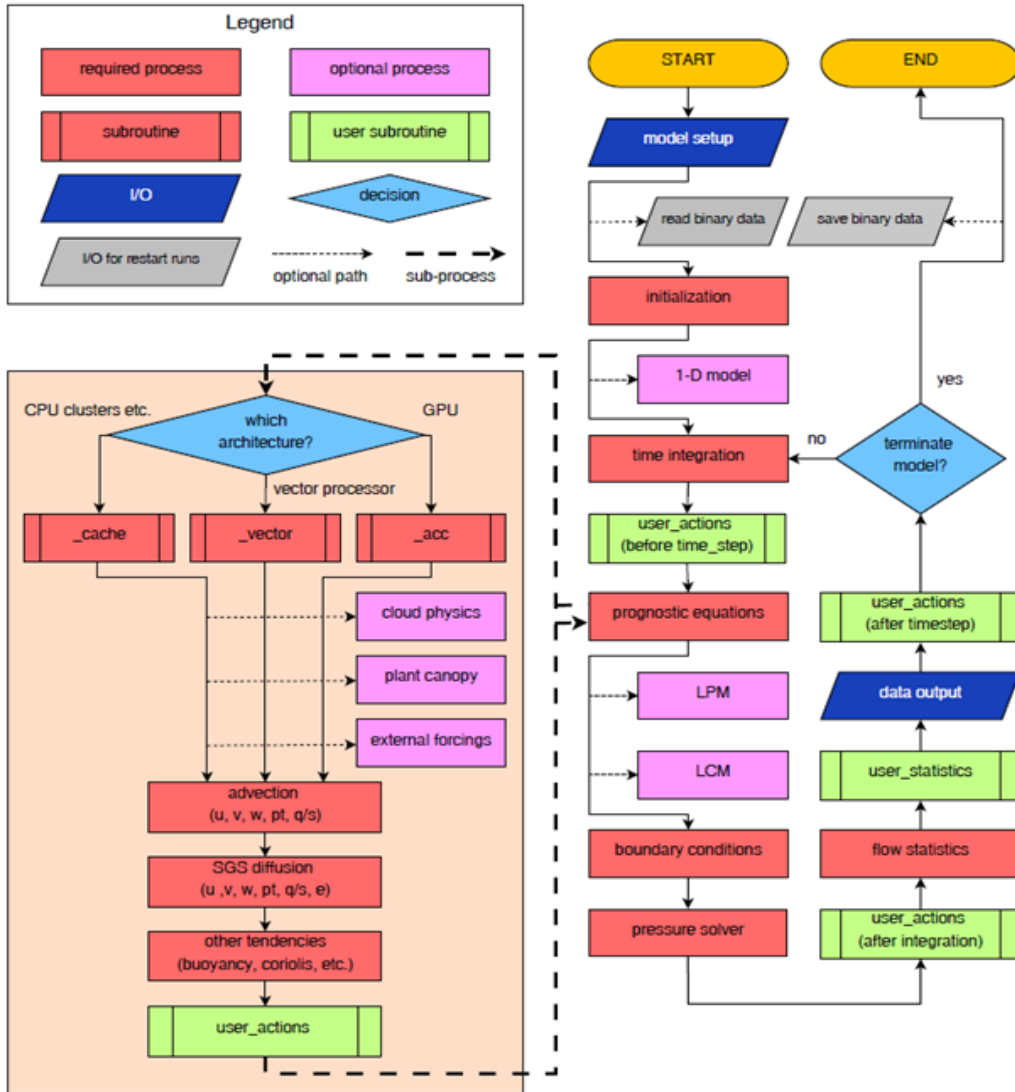 Legend
required process
optional process
subroutine
user subroutine
I/O
decision
I/O for restart runs
optional path
sub-process
START
END
model setup
read binary data
save binary data
initialization
1-D model
yes
no
time integration
terminate
model?
user_actions
(before time_step)
prognostic equations
LPM
LCM
boundary conditions
pressure solver
user_actions
(after timestep)
data output
user_statistics
flow statistics
user_actions
(after integration)
CPU clusters etc.
GPU
which
architecture?
vector processor
_cache
_vector
_acc
cloud physics
plant canopy
external forcings
advection
(u, v, w, pt, q/s)
SGS diffusion
(u ,v, w, pt, q/s, e)
other tendencies
(buoyancy, coriolis, etc.)
user_actions